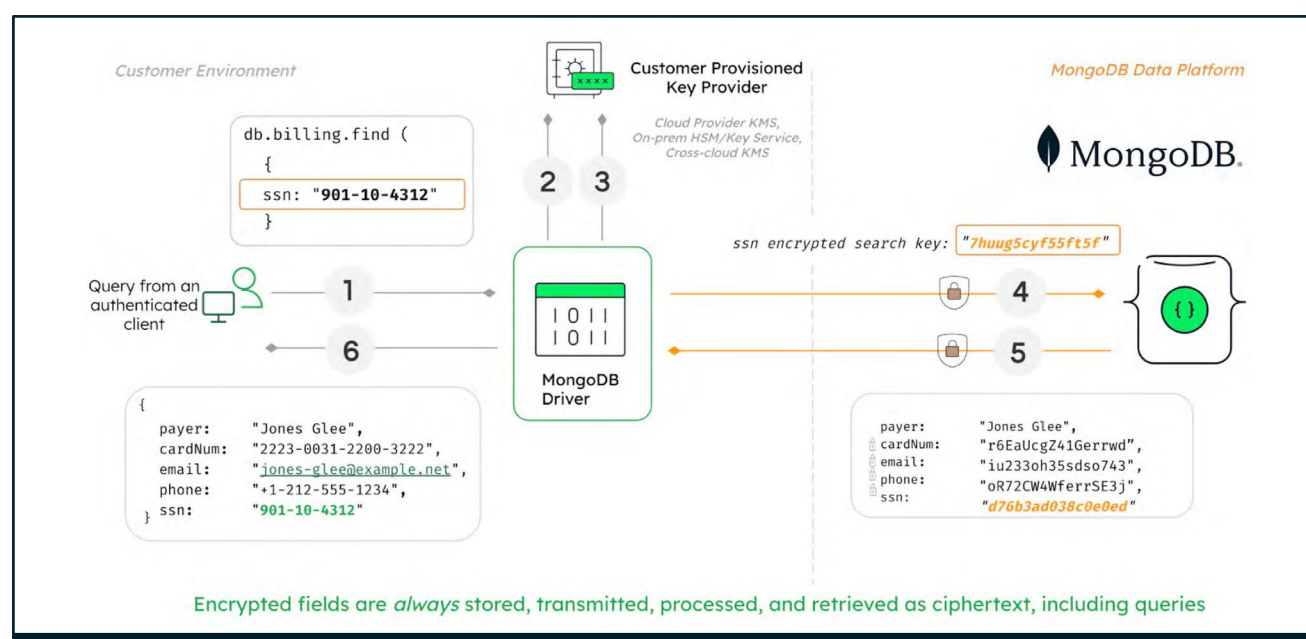 Customer Environment
Customer Provisioned
Key Provider
MongoDB Data Platform
Cloud Provider KMS,
On-prem HSM/Key Service,
Cross-cloud KMS
MongoDB®
db.billing.find (
{
ssn: "901-10-4312"
}
2
3
××××
ssn encrypted search key: "7huug5cyf55ft5f"
Query from an
authenticated
client
1
4
{ }
6
5
1011
1011
MongoDB
Driver
{
payer: "Jones Glee",
cardNum: "2223-0031-2200-3222",
email: "jones-glee@example.net",
phone: "+1-212-555-1234",
ssn: "901-10-4312"
}
payer: "Jones Glee",
cardNum: "r6EaUcgZ41Gerrwd",
email: "iu233oh35sdso743",
phone: "oR72CW4WferrSE3j",
ssn: "d76b3ad038c0e0ed"
Encrypted fields are always stored, transmitted, processed, and retrieved as ciphertext, including queries